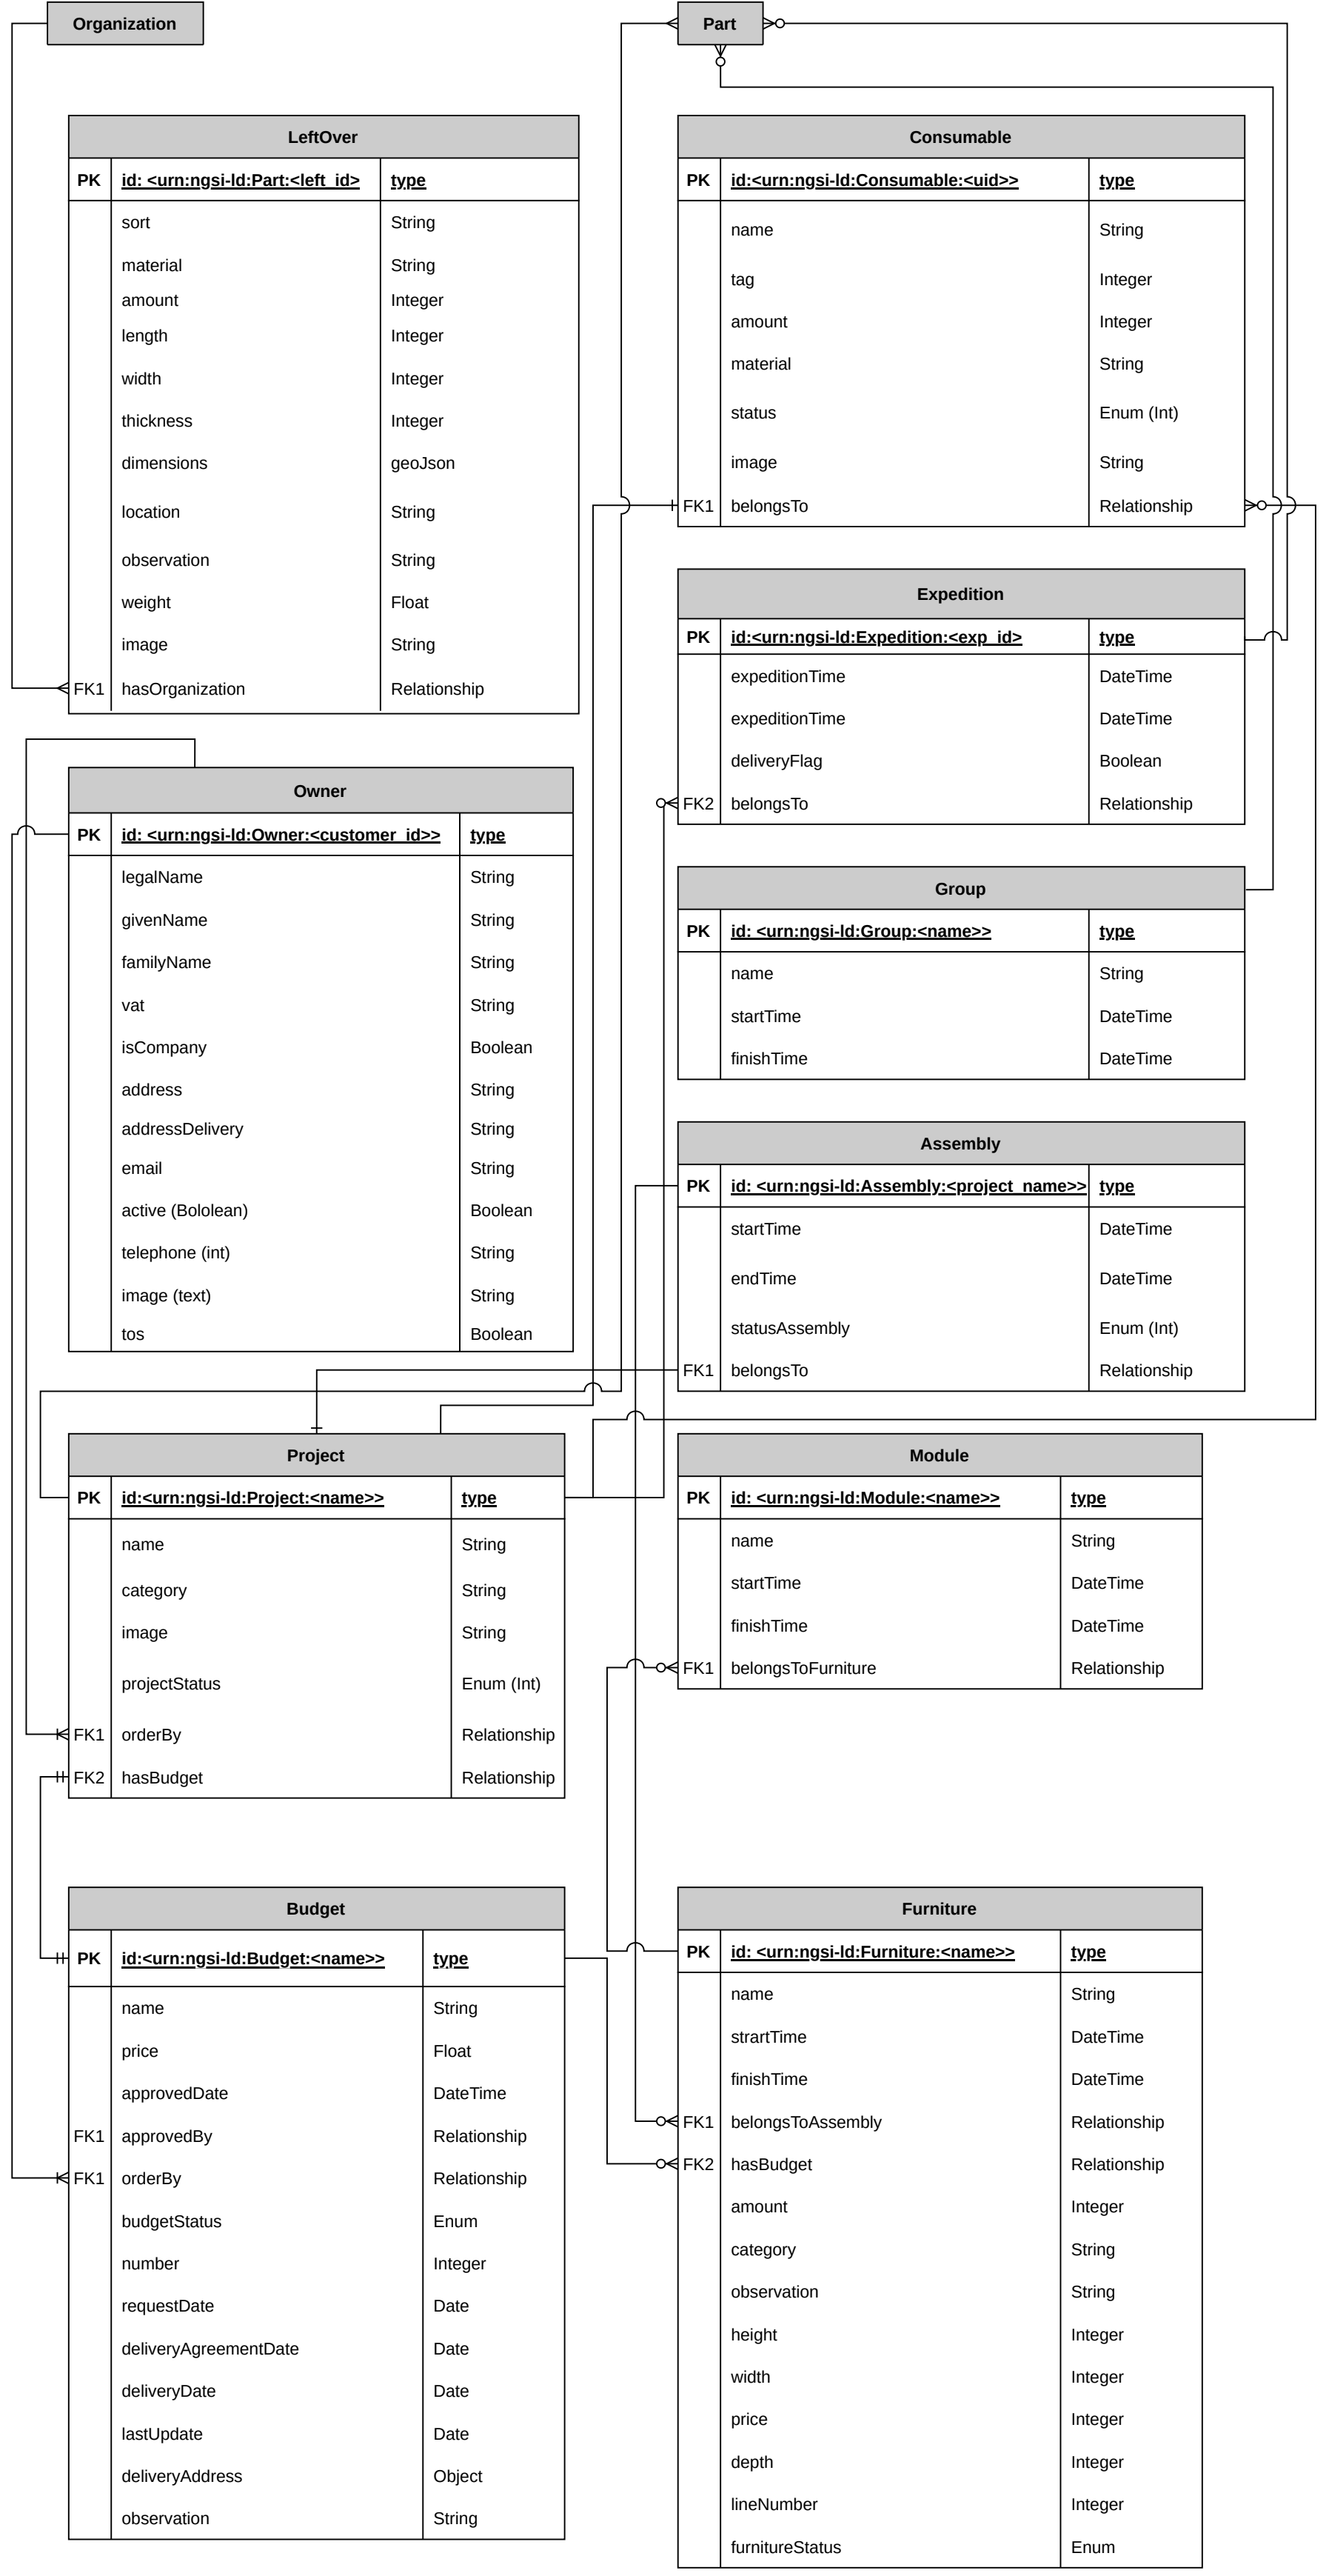 Organization
Part
LeftOver
PK id: <urn:ngsi-ld:Part:<left_id> type
sort String
material String
amount Integer
length Integer
width Integer
thickness Integer
dimensions geoJson
location String
observation String
weight Float
image String
FK1 hasOrganization Relationship
Consumable
PK id:<urn:ngsi-ld:Consumable:<uid>> type
name String
tag Integer
amount Integer
material String
status Enum (Int)
image String
FK1 belongsTo Relationship
Expedition
PK id:<urn:ngsi-ld:Expedition:<exp_id> type
expeditionTime DateTime
expeditionTime DateTime
deliveryFlag Boolean
FK2 belongsTo Relationship
Owner
PK id: <urn:ngsi-ld:Owner:<customer_id>> type
legalName String
givenName String
familyName String
vat String
isCompany Boolean
address String
addressDelivery String
email String
active (Bololean) Boolean
telephone (int) String
image (text) String
tos Boolean
Group
PK id: <urn:ngsi-ld:Group:<name>> type
name String
startTime DateTime
finishTime DateTime
Assembly
PK id: <urn:ngsi-ld:Assembly:<project_name>> type
startTime DateTime
endTime DateTime
statusAssembly Enum (Int)
FK1 belongsTo Relationship
Project
PK id:<urn:ngsi-ld:Project:<name>> type
name String
category String
image String
projectStatus Enum (Int)
FK1 orderBy Relationship
FK2 hasBudget Relationship
Module
PK id: <urn:ngsi-ld:Module:<name>> type
name String
startTime DateTime
finishTime DateTime
FK1 belongsToFurniture Relationship
Budget
PK id:<urn:ngsi-ld:Budget:<name>> type
name String
price Float
approvedDate DateTime
FK1 approvedBy Relationship
FK1 orderBy Relationship
budgetStatus Enum
number Integer
requestDate Date
deliveryAgreementDate Date
deliveryDate Date
lastUpdate Date
deliveryAddress Object
observation String
Furniture
PK id: <urn:ngsi-ld:Furniture:<name>> type
name String
strartTime DateTime
finishTime DateTime
FK1 belongsToAssembly Relationship
FK2 hasBudget Relationship
amount Integer
category String
observation String
height Integer
width Integer
price Integer
depth Integer
lineNumber Integer
furnitureStatus Enum